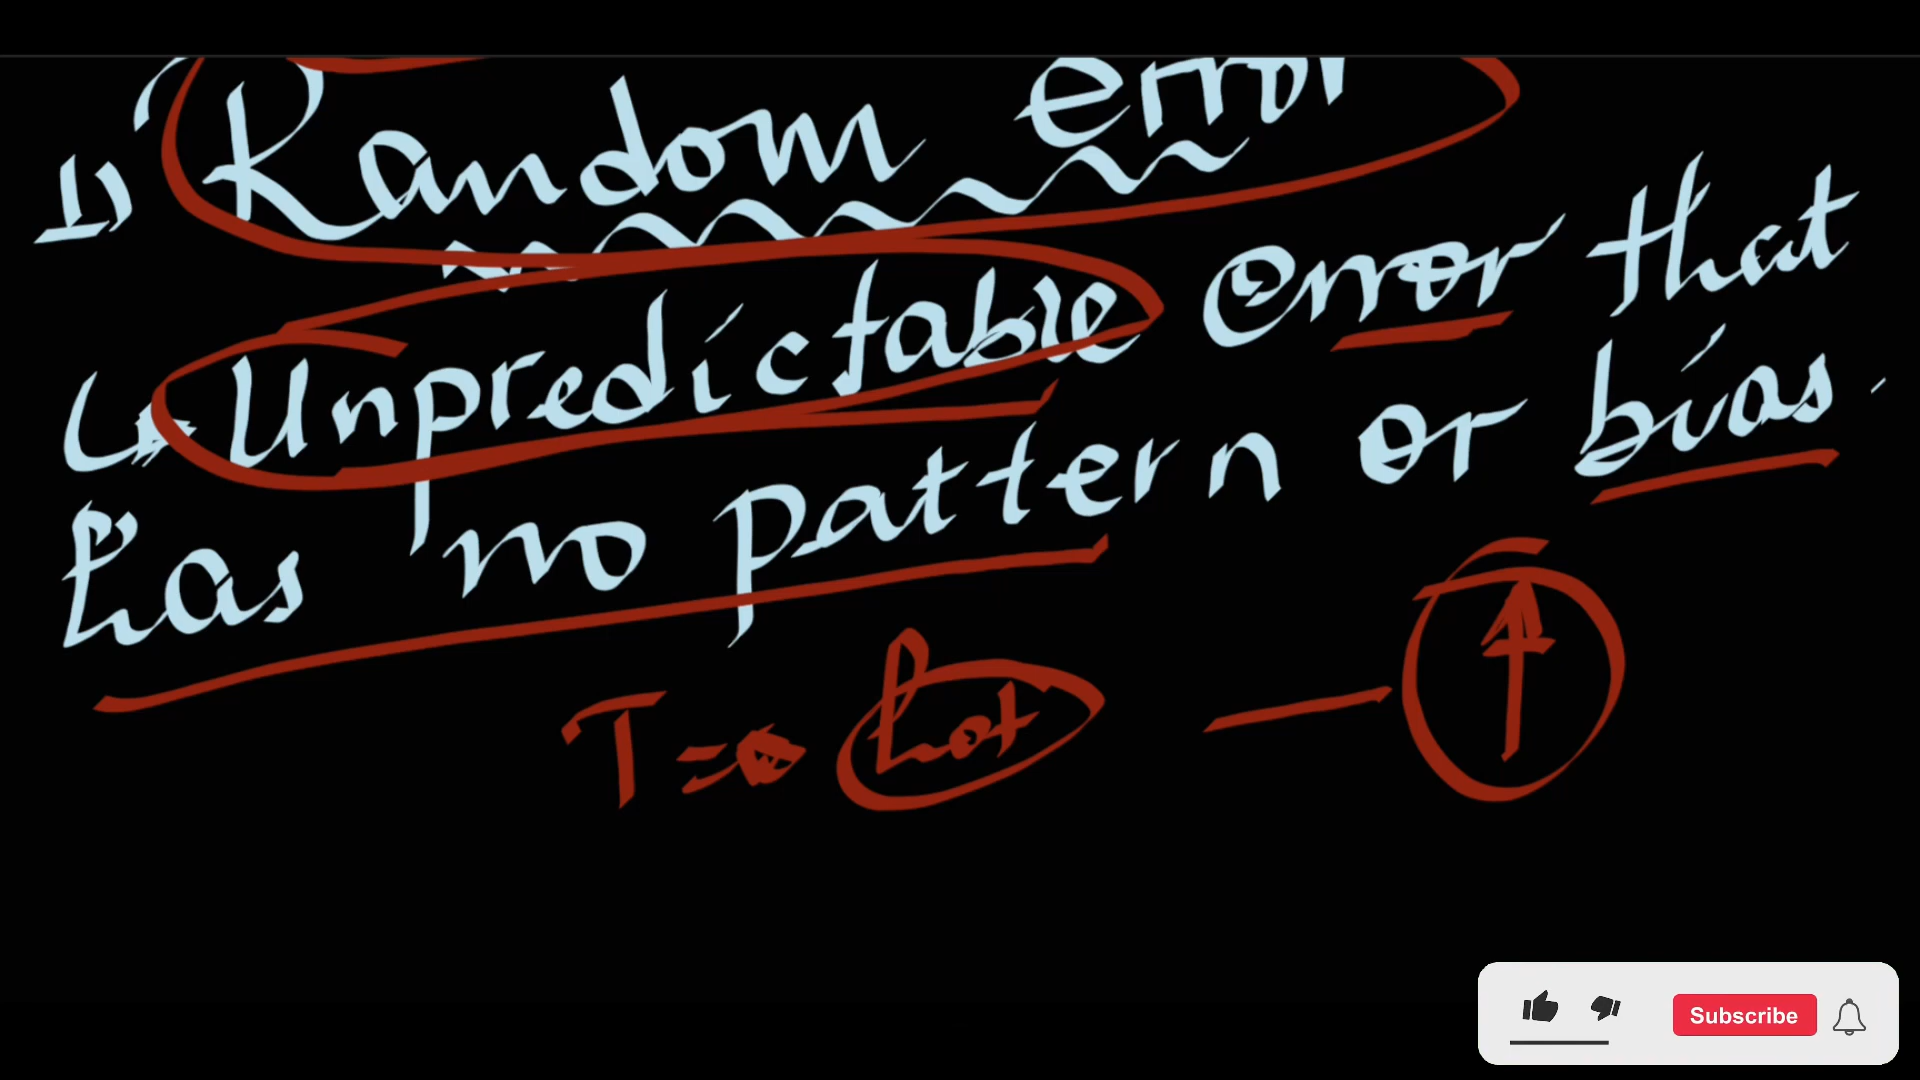 1) Random error
↳ Unpredictable error that
has no pattern or bias.
T = hot — ↑
Subscribe